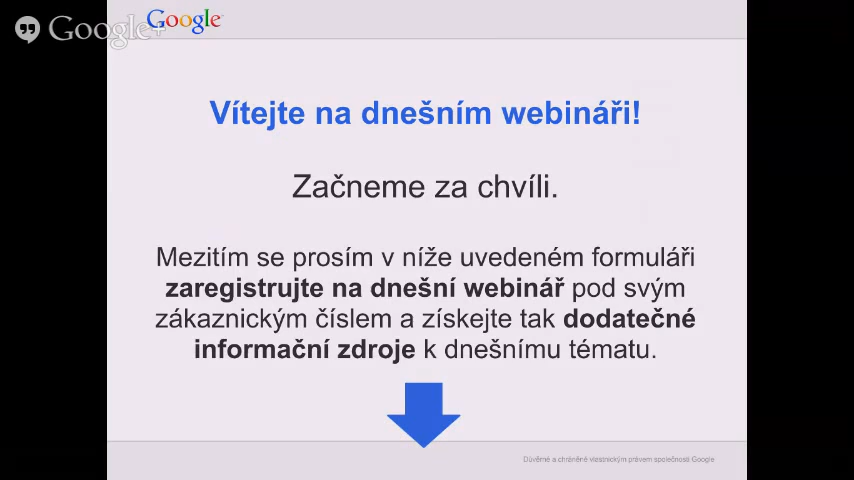 Google+
Google
Vítejte na dnešním webináři!
Začneme za chvíli.
Mezitím se prosím v níže uvedeném formuláři
zaregistrujte na dnešní webinář pod svým
zákaznickým číslem a získejte tak dodatečné
informační zdroje k dnešnímu tématu.
Důvěrné a chráněné vlastnickým právem společnosti Google